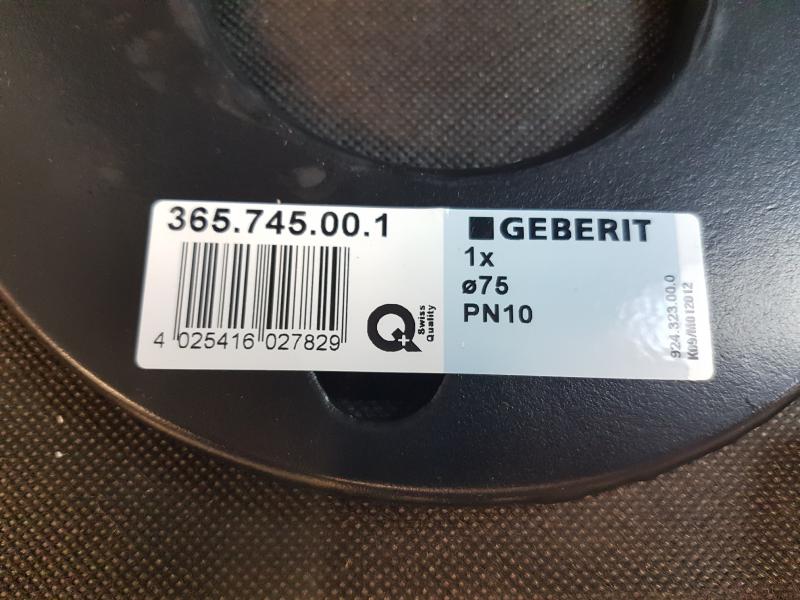 365.745.00.1
4 025416 027829
Swiss
Quality
GEBERIT
1x
ø75
PN10
924.323.00.0
K09/M012012